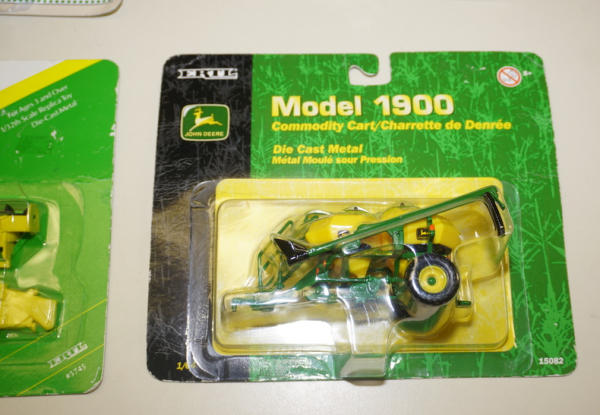 For Ages 3 and Over
1/32th Scale Replica Toy
Die-Cast Metal
ERTL
#5745
ERTL
JOHN DEERE
Model 1900
Commodity Cart/Charrette de Denrée
Die Cast Metal
Métal Moulé sour Pression
15082